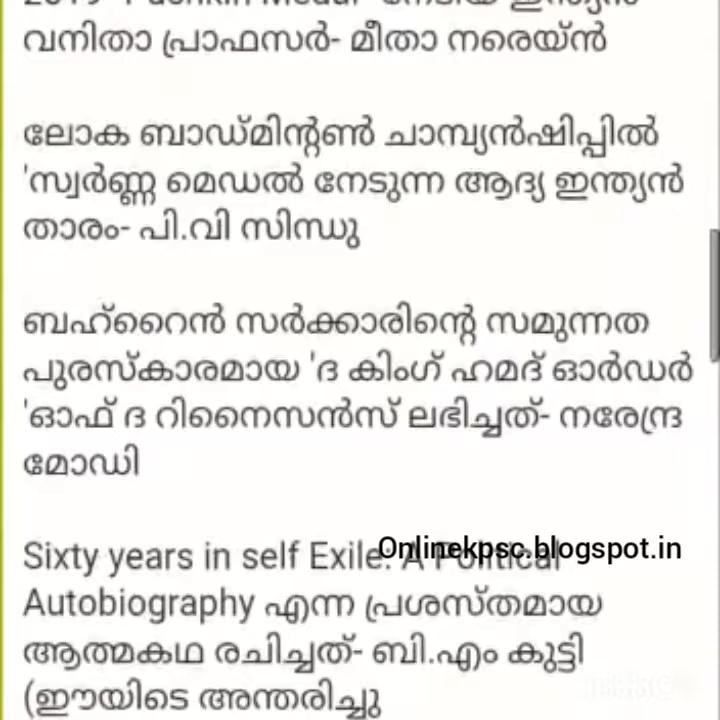 വനിതാ പ്രാഫസർ- മീതാ നരെയ്ൻ
ലോക ബാഡ്മിന്റൺ ചാമ്പ്യൻഷിപ്പിൽ
'സ്വർണ്ണ മെഡൽ നേടുന്ന ആദ്യ ഇന്ത്യൻ
താരം- പി.വി സിന്ധു
ബഹ്റൈൻ സർക്കാരിന്റെ സമുന്നത
പുരസ്കാരമായ 'ദ കിംഗ് ഹമദ് ഓർഡർ
'ഓഫ് ദ റിനൈസൻസ് ലഭിച്ചത്- നരേന്ദ്ര
മോഡി
Sixty years in self Exile: A Political
Onlinekpsc.blogspot.in
Autobiography എന്ന പ്രശസ്തമായ
ആത്മകഥ രചിച്ചത്- ബി.എം കുട്ടി
(ഈയിടെ അന്തരിച്ചു